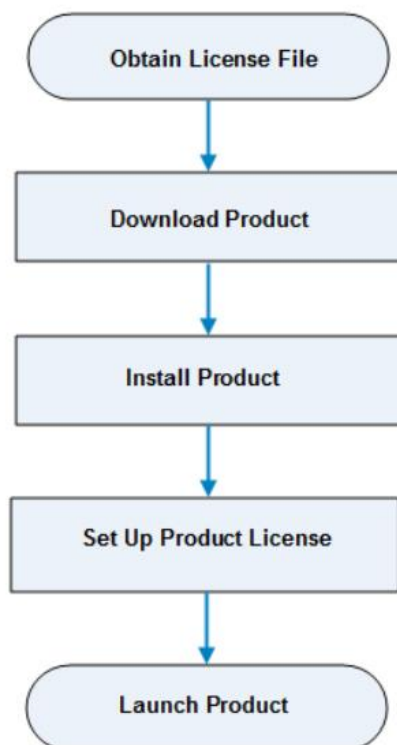 Obtain License File
Download Product
Install Product
Set Up Product License
Launch Product